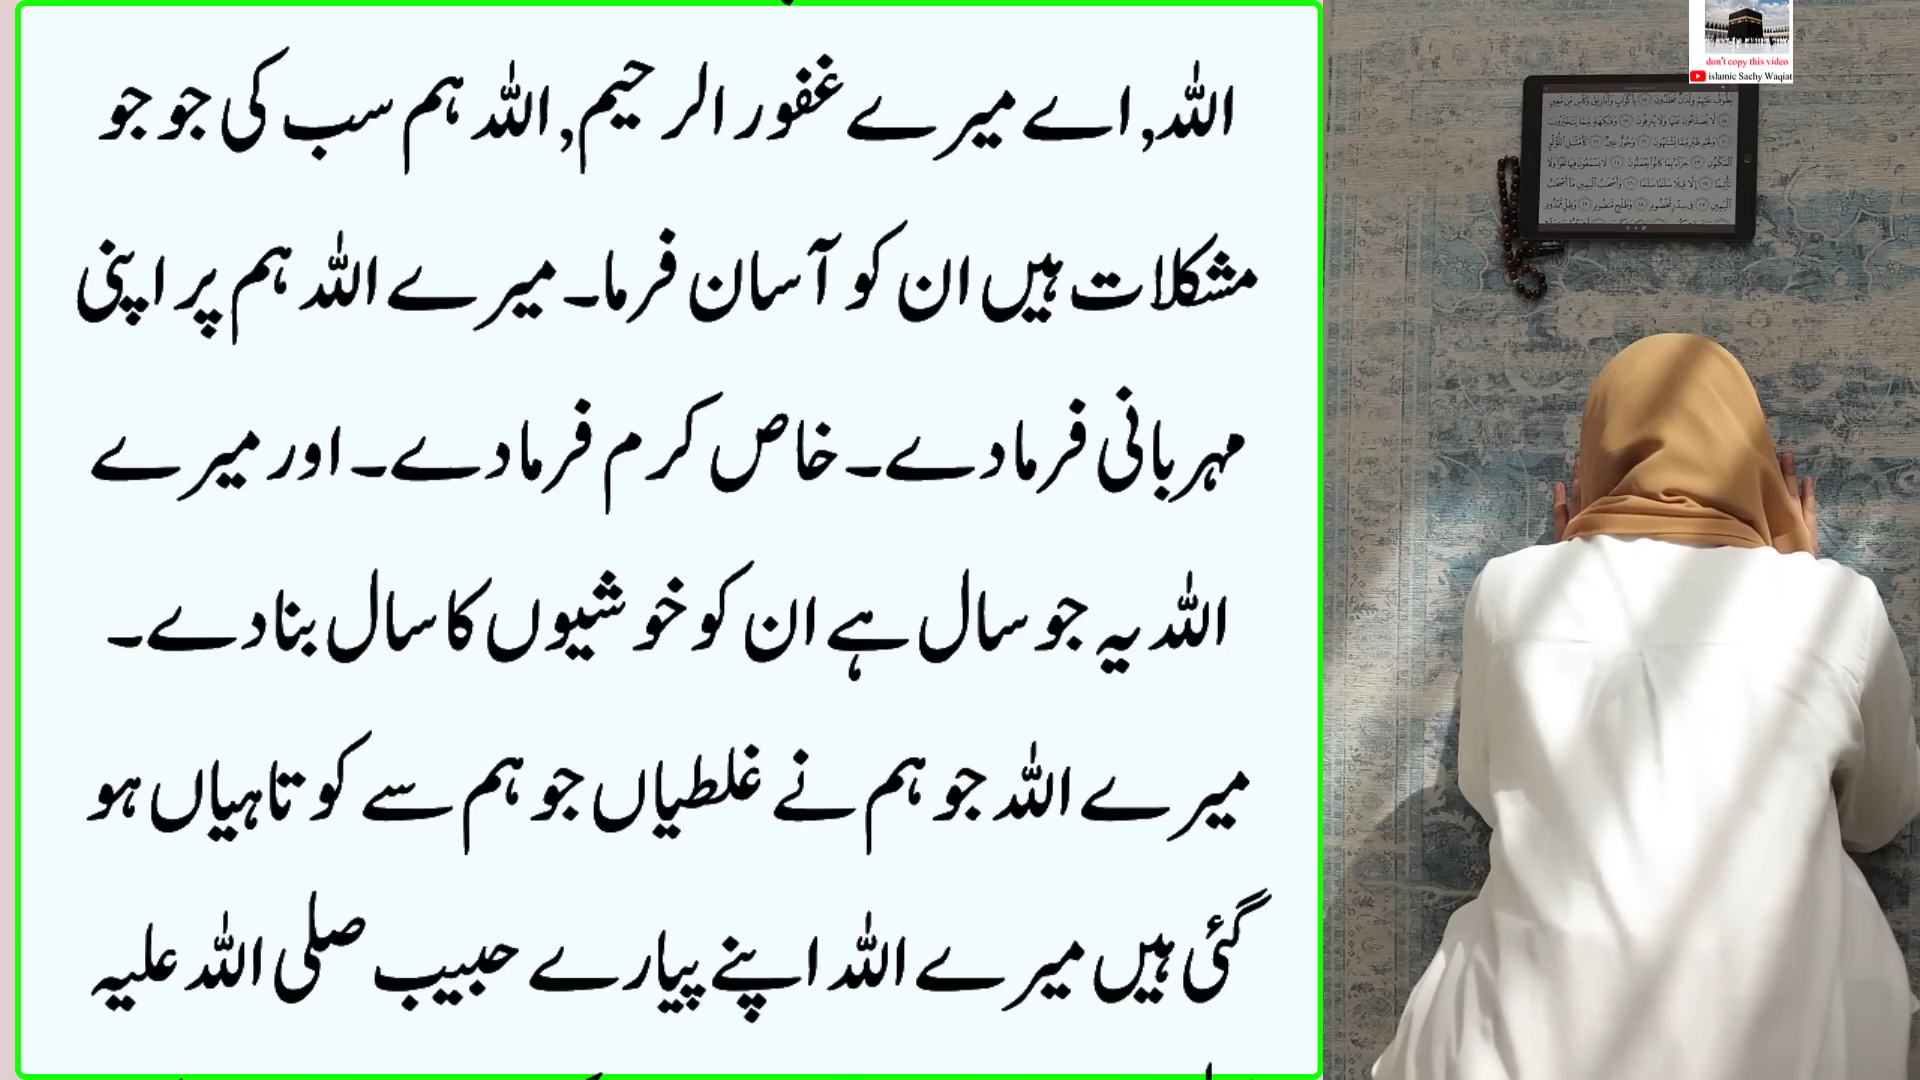 اللہ, اے میرے غفور الرحیم, اللہ ہم سب کی جو جو
مشکلات ہیں ان کو آسان فرما۔ میرے اللہ ہم پر اپنی
مہربانی فرما دے۔ خاص کرم فرما دے۔ اور میرے
اللہ یہ جو سال ہے ان کو خوشیوں کا سال بنا دے۔
میرے اللہ جو ہم نے غلطیاں جو ہم سے کوتاہیاں ہو
گئی ہیں میرے اللہ اپنے پیارے حبیب صلی اللہ علیہ
don't copy this video
islamic Sachy Waqiat